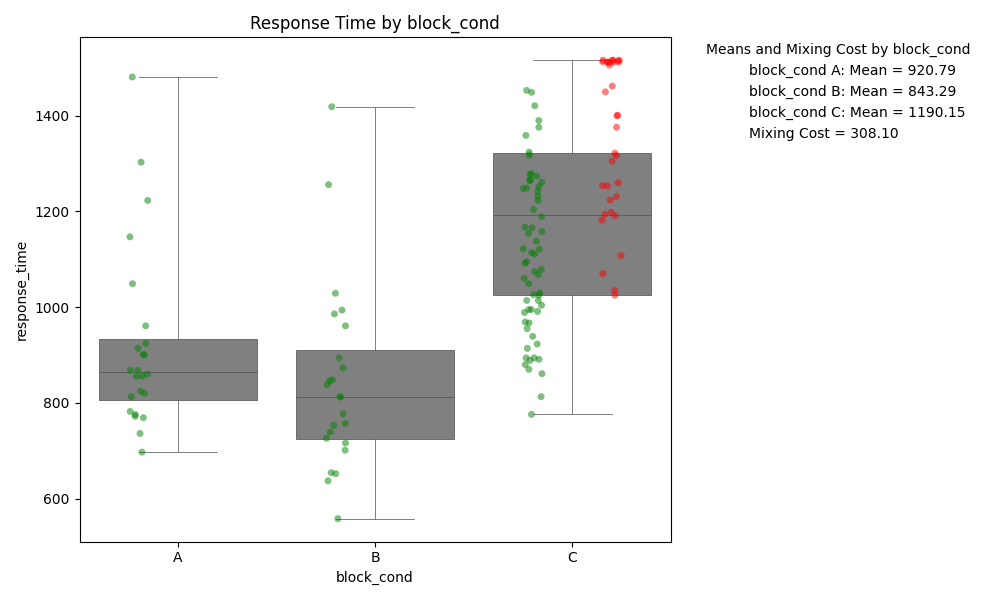 Response Time by block_cond
Means and Mixing Cost by block_cond
block_cond A: Mean = 920.79
block_cond B: Mean = 843.29
block_cond C: Mean = 1190.15
Mixing Cost = 308.10
response_time
1400
1200
1000
800
600
A
B
C
block_cond